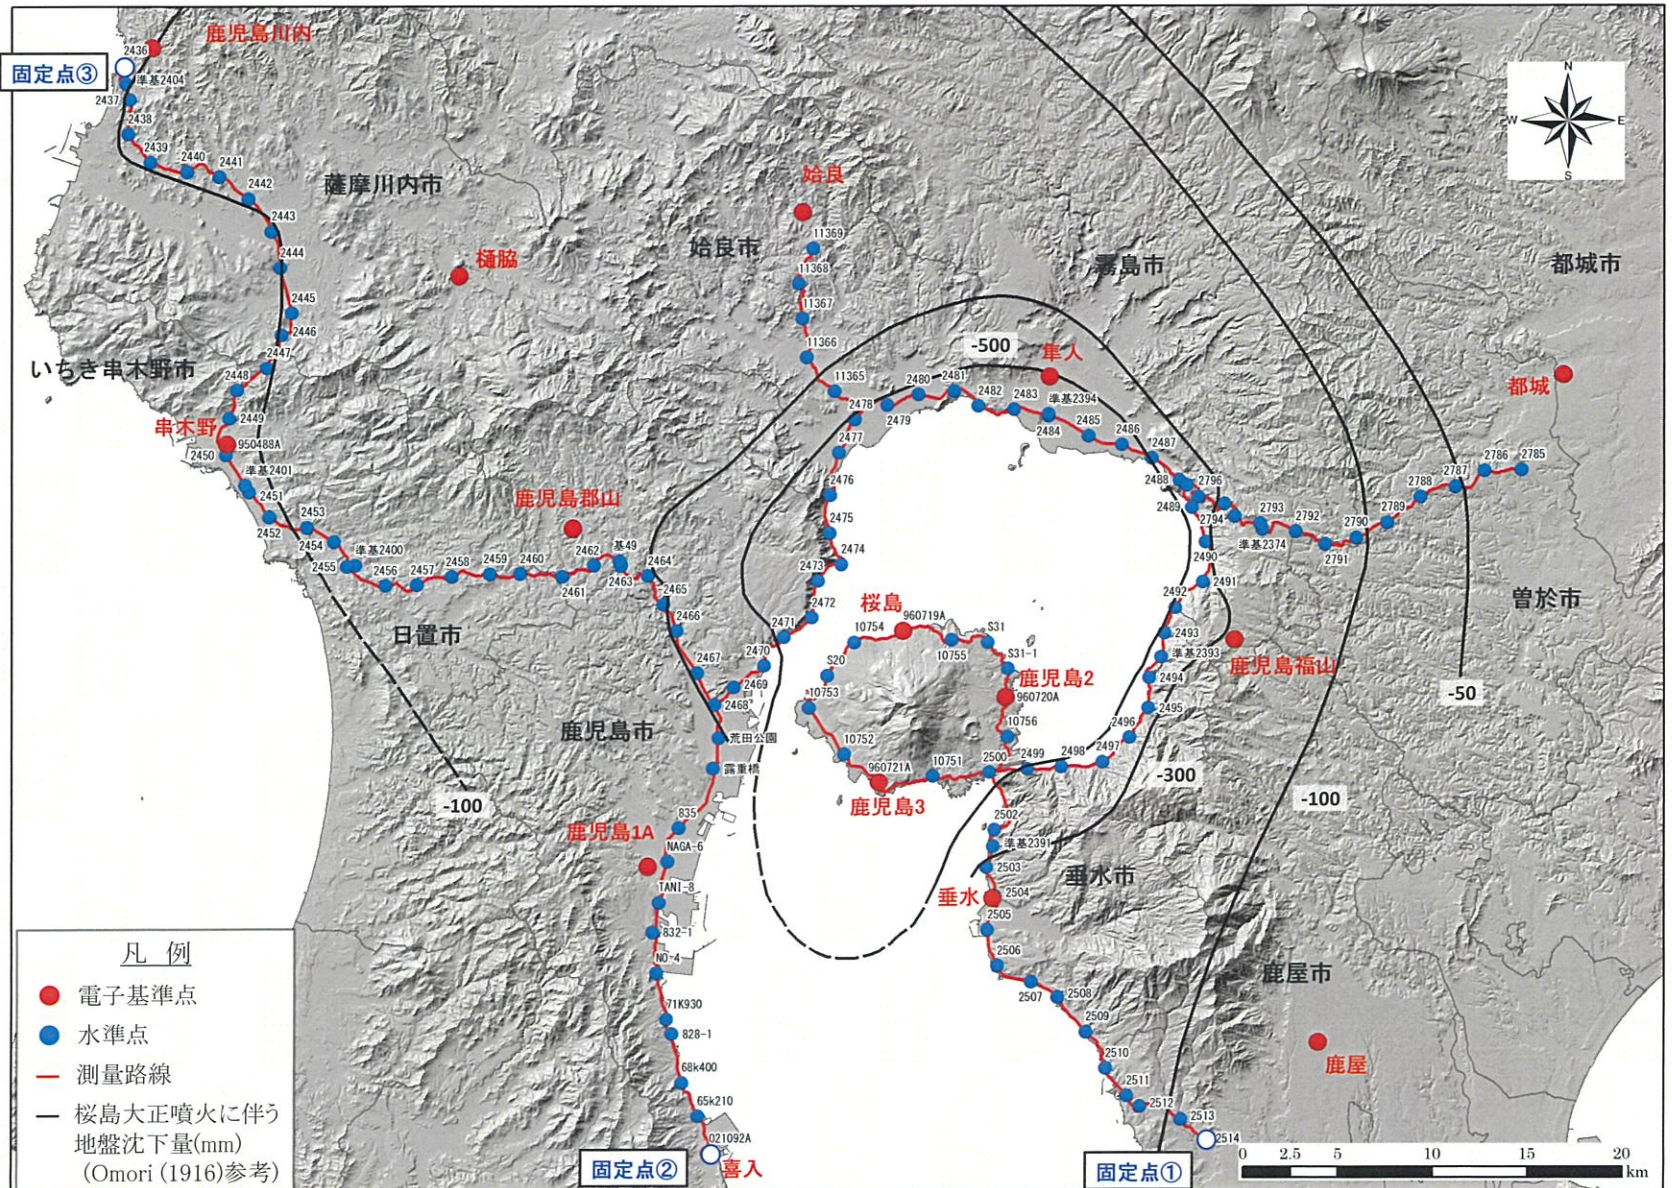 鹿児島川内
2436
固定点③
準基2404
2437
2438
2439
2440
2441
2442
2443
2444
2445
2446
2447
2448
2449
薩摩川内市
樋脇
いちき串木野市
串木野
950488A
2450
準基2401
2451
2452
2453
2454
準基2400
2455
2456
2457
2458
2459
2460
2461
2462
基49
2463
2464
2465
2466
2467
2468
2469
2470
2471
2472
2473
2474
2475
2476
2477
2478
2479
2480
2481
2482
2483
2484
準基2394
2485
2486
2487
2488
2489
2490
2491
2492
2493
準基2393
2494
2495
2496
2497
2498
2499
2500
姶良
11369
11368
11367
11366
11365
姶良市
霧島市
隼人
-500
都城市
都城
2785
2786
2787
2788
2789
2790
2791
2792
2793
準基2374
2794
2796
曽於市
-50
鹿児島福山
-300
-100
鹿児島郡山
日置市
鹿児島市
荒田公園
露重橋
835
鹿児島1A
NAGA-6
TANI-8
832-1
NO-4
71K930
828-1
68k400
65k210
021092A
喜入
固定点②
-100
桜島
960719A
10754
10755
S31
S31-1
鹿児島2
960720A
10756
S20
10753
10752
960721A
10751
鹿児島3
2502
準基2391
2503
2504
垂水
2505
2506
2507
2508
2509
2510
2511
2512
2513
2514
垂水市
鹿屋市
鹿屋
固定点①
N
W
E
S
凡 例
電子基準点
水準点
測量路線
桜島大正噴火に伴う
地盤沈下量(mm)
(Omori (1916)参考)
0 2.5 5 10 15 20
km